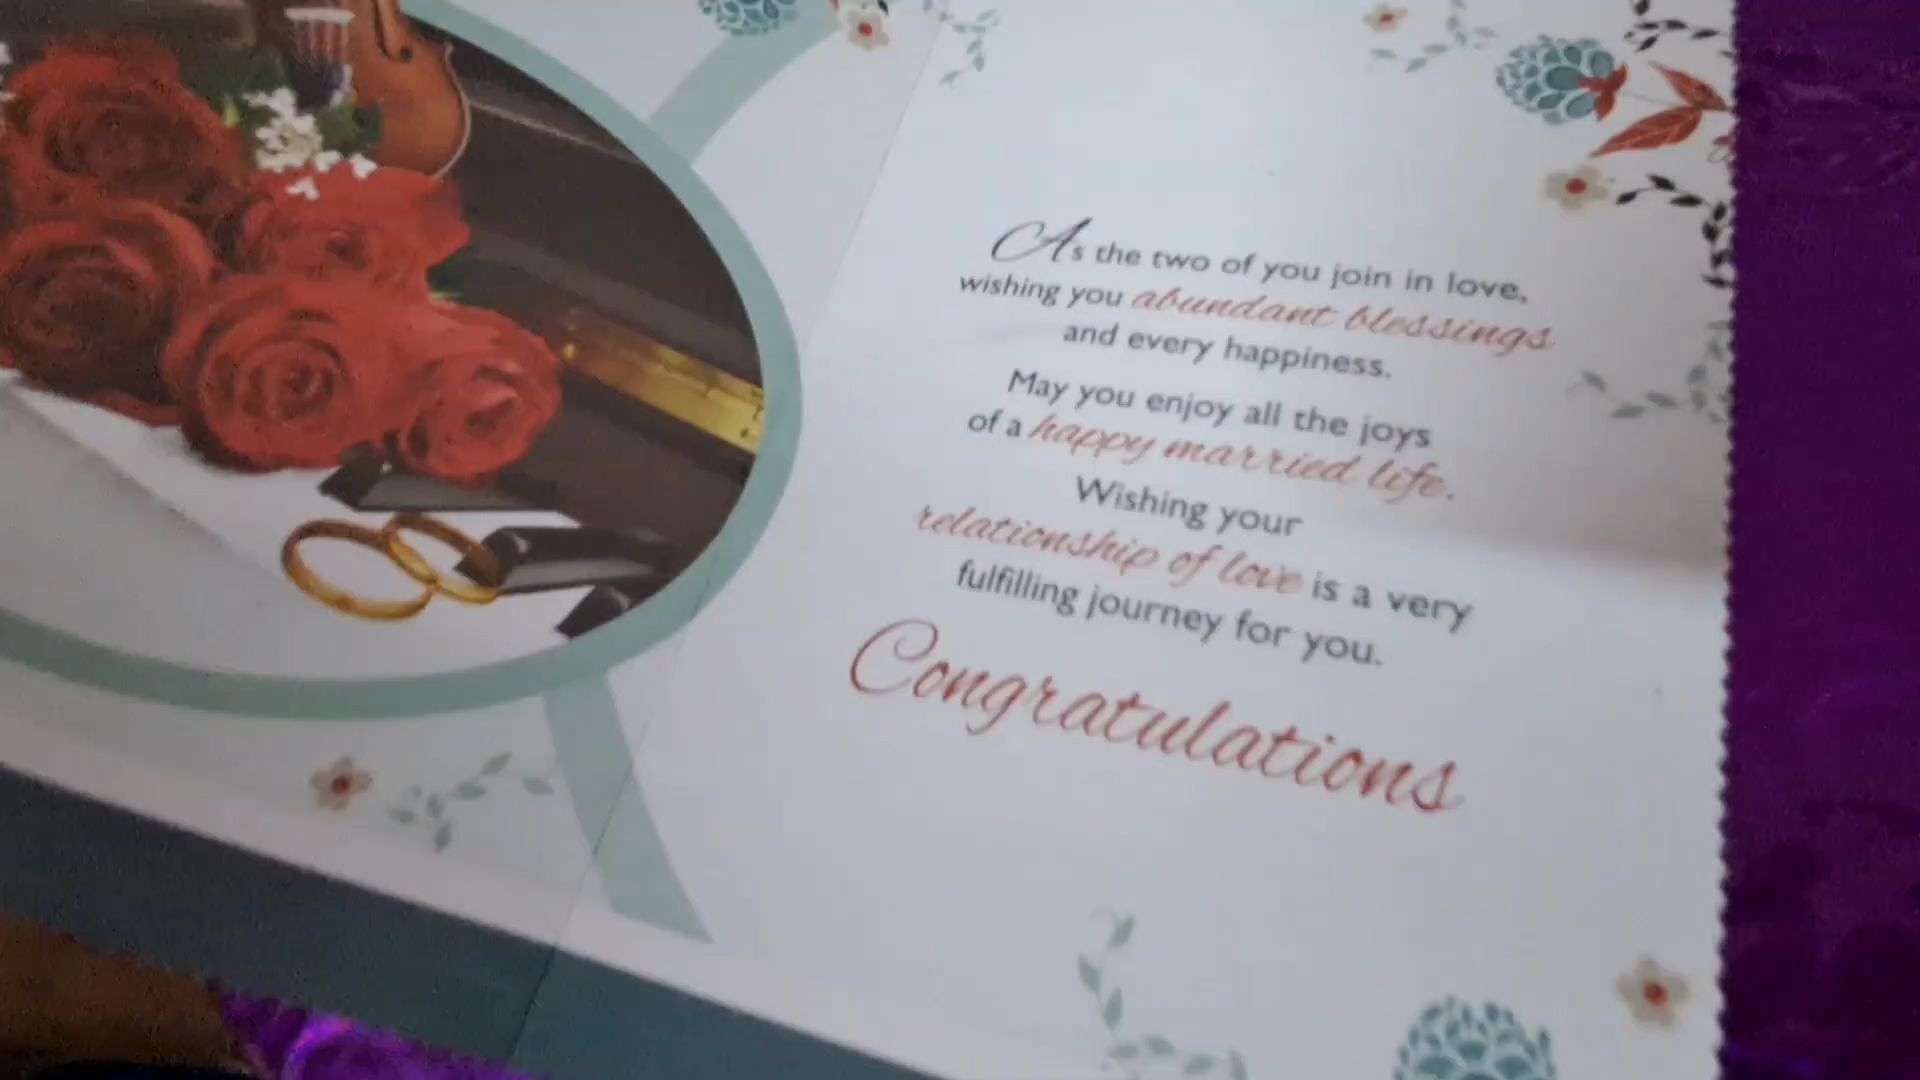 As the two of you join in love,
wishing you abundant blessings
and every happiness.
May you enjoy all the joys
of a happy married life.
Wishing your
relationship of love is a very
fulfilling journey for you.
Congratulations